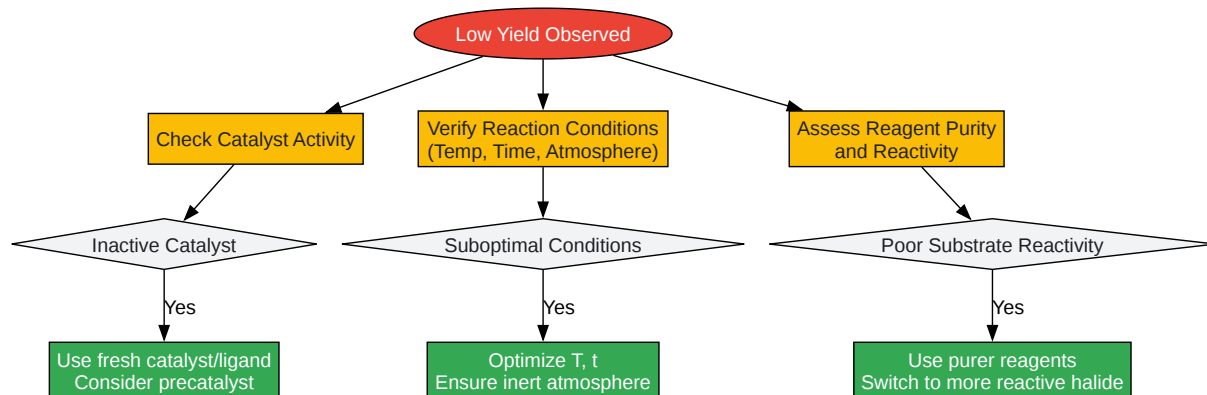 Low Yield Observed
Check Catalyst Activity
Verify Reaction Conditions
(Temp, Time, Atmosphere)
Assess Reagent Purity
and Reactivity
Inactive Catalyst
Suboptimal Conditions
Poor Substrate Reactivity
Yes
Yes
Yes
Use fresh catalyst/ligand
Consider precatalyst
Optimize T, t
Ensure inert atmosphere
Use purer reagents
Switch to more reactive halide